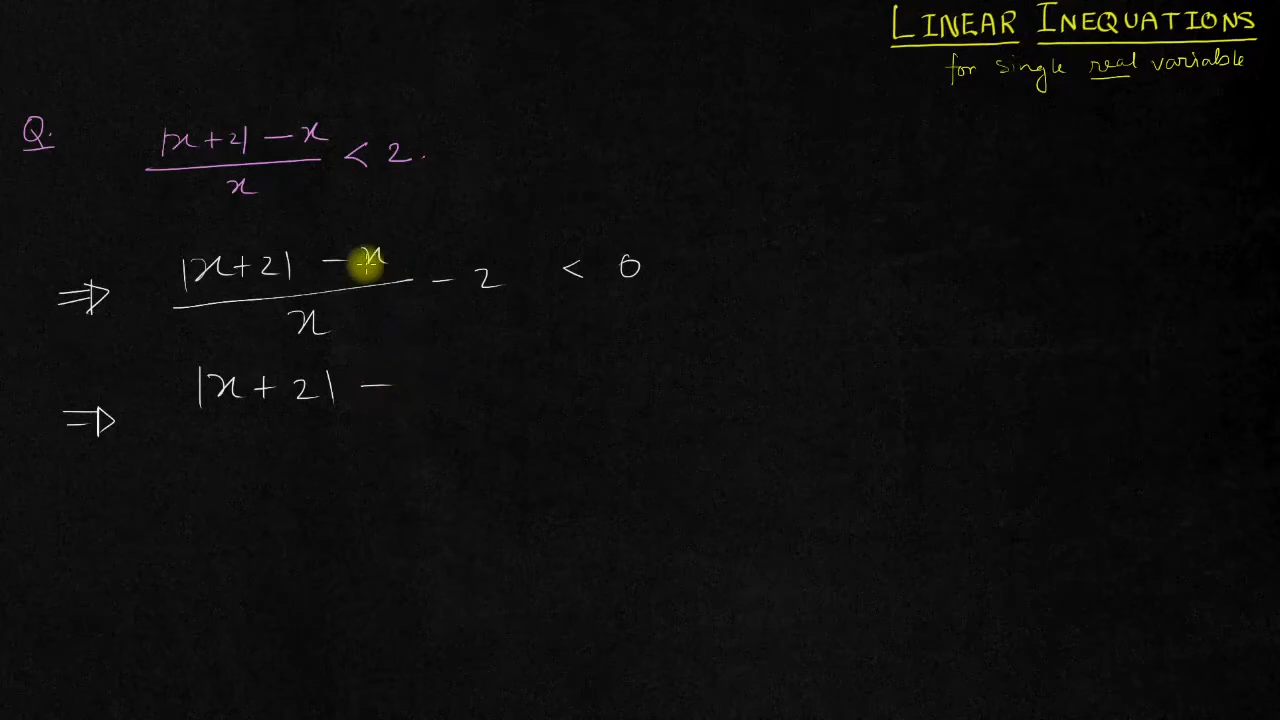 LINEAR INEQUATIONS
for single real variable
Q. (|x+2| - x)/x < 2.
⇒ (|x+2| - x)/x - 2 < 0
⇒ |x+2| -